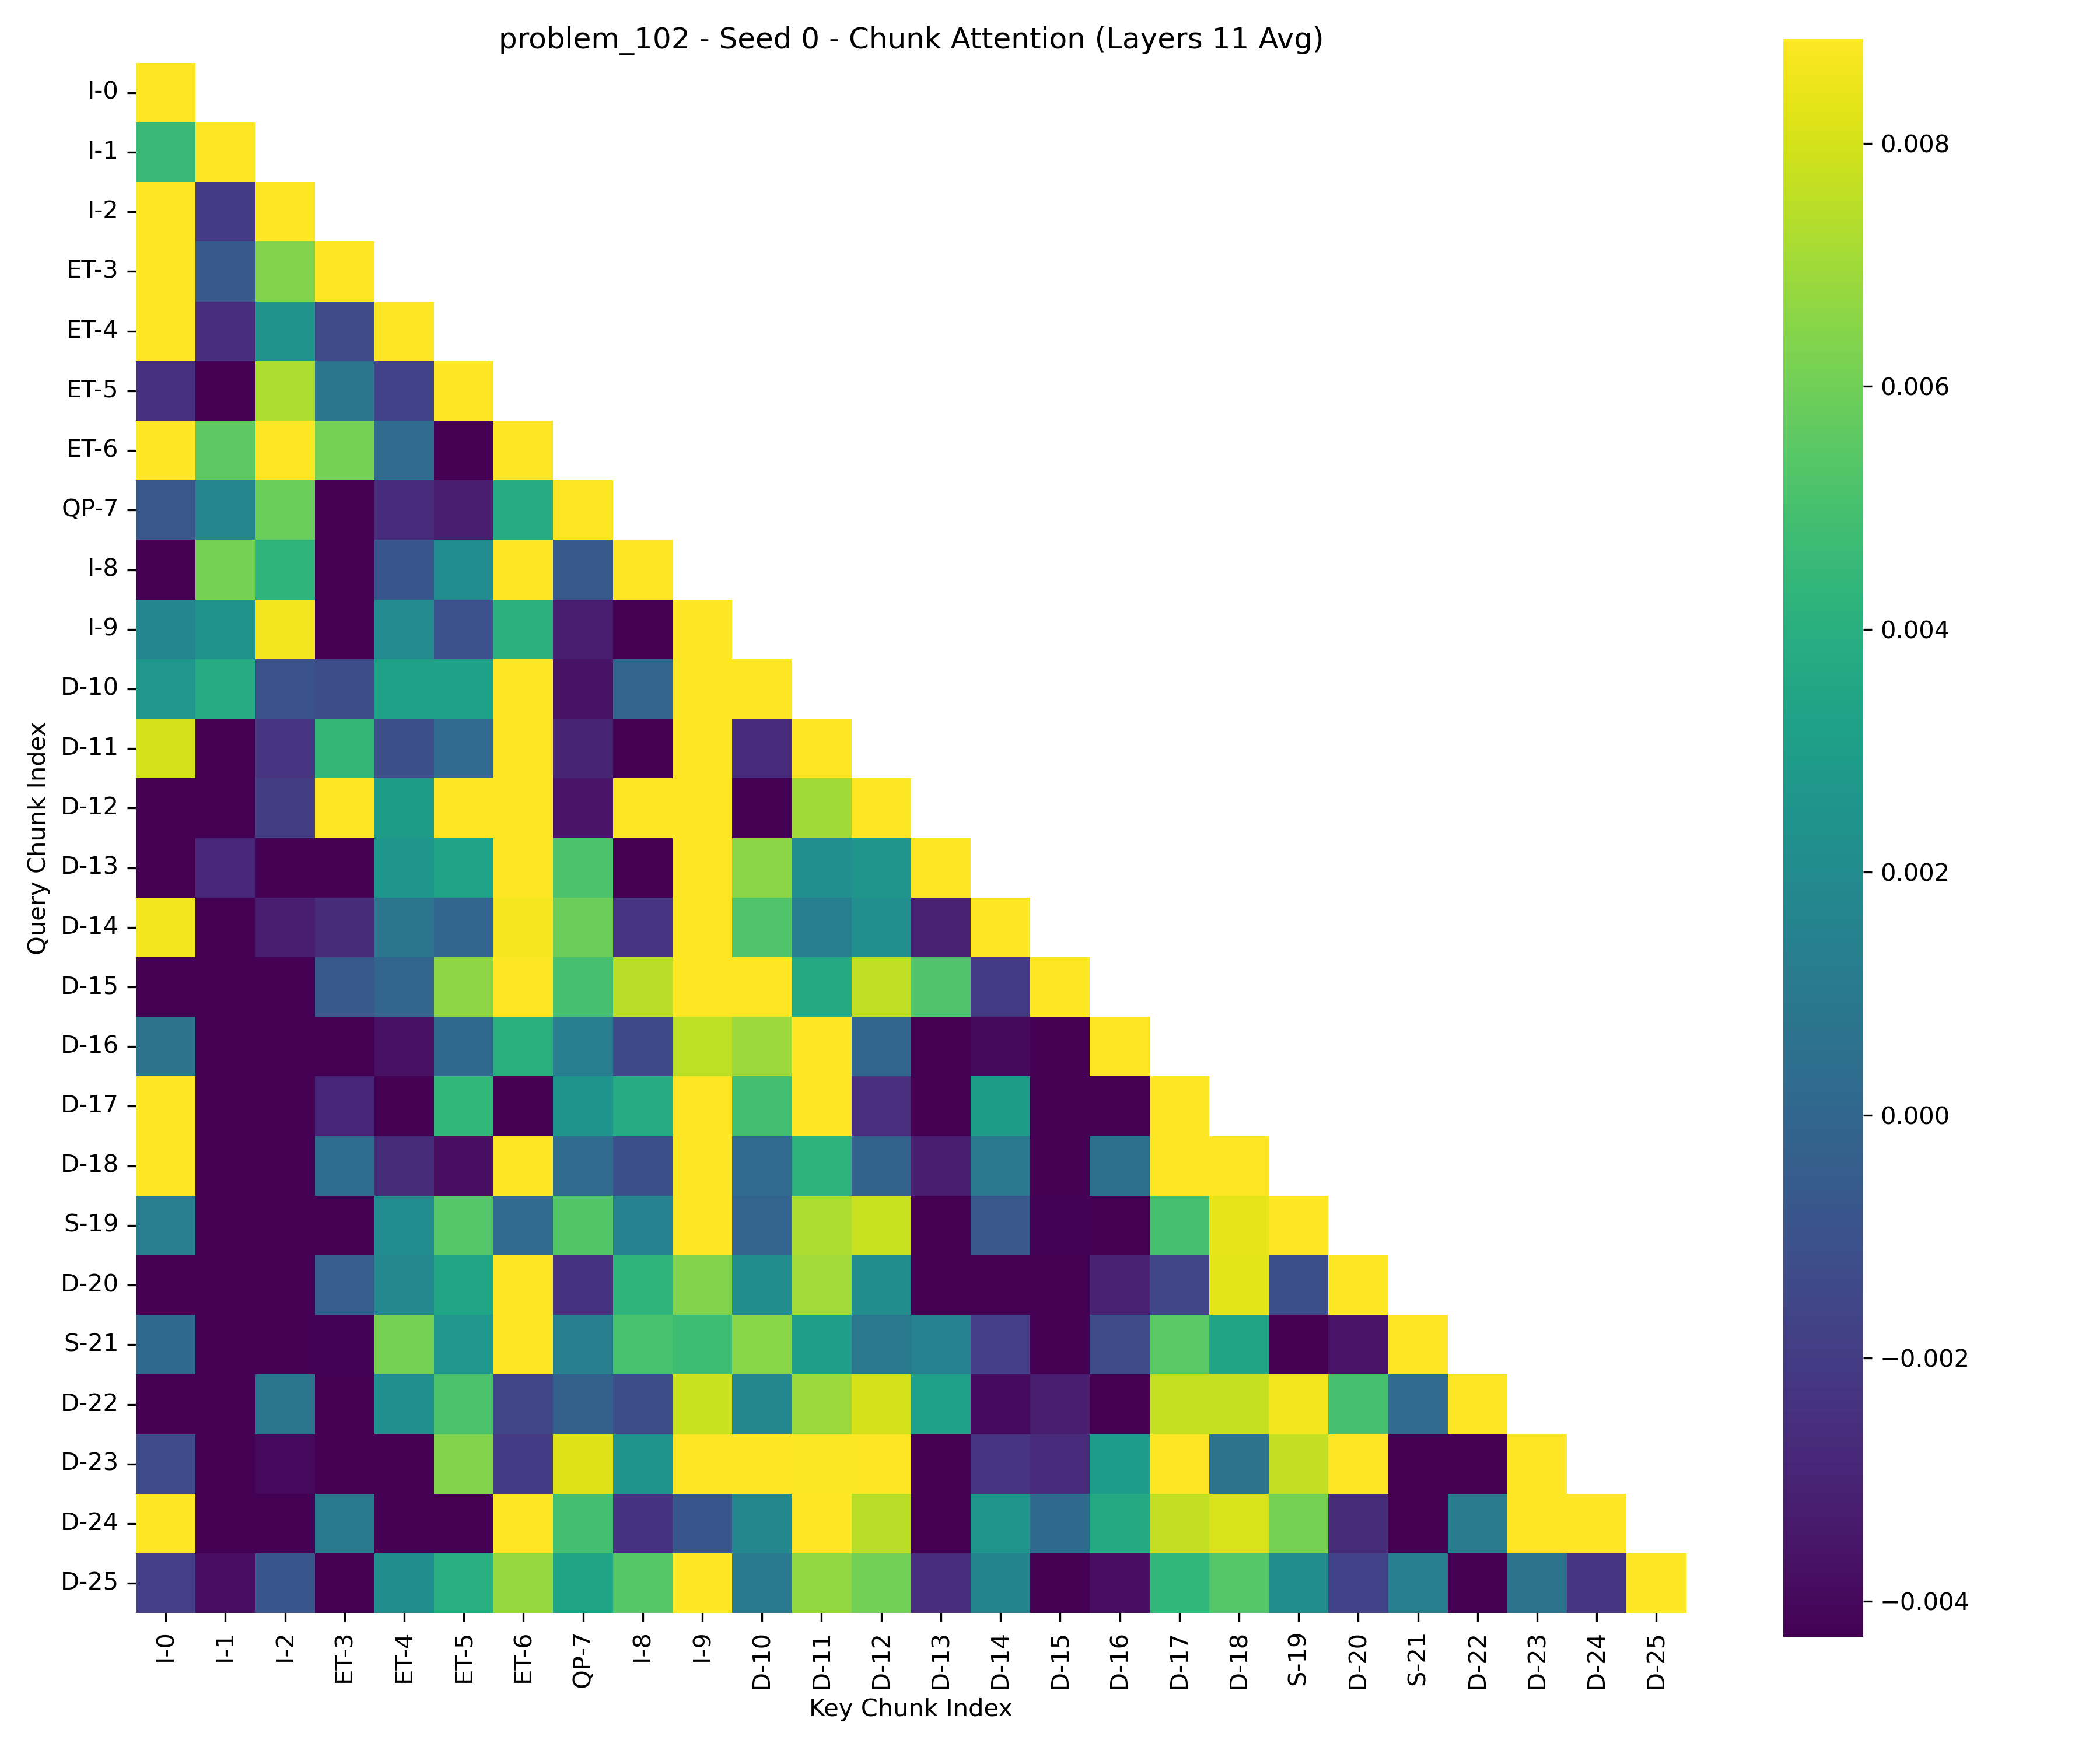 problem_102 - Seed 0 - Chunk Attention (Layers 11 Avg)
Query Chunk Index
I-0
I-1
I-2
ET-3
ET-4
ET-5
ET-6
QP-7
I-8
I-9
D-10
D-11
D-12
D-13
D-14
D-15
D-16
D-17
D-18
S-19
D-20
S-21
D-22
D-23
D-24
D-25
I-0
I-1
I-2
ET-3
ET-4
ET-5
ET-6
QP-7
I-8
I-9
D-10
D-11
D-12
D-13
D-14
D-15
D-16
D-17
D-18
S-19
D-20
S-21
D-22
D-23
D-24
D-25
Key Chunk Index
0.008
0.006
0.004
0.002
0.000
−0.002
−0.004